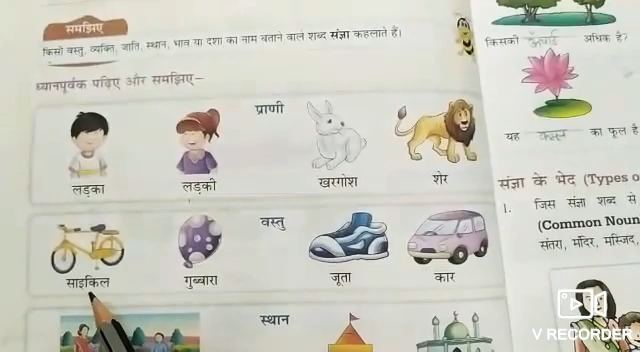 समझिए
किसी वस्तु, व्यक्ति, जाति, स्थान, भाव या दशा का नाम बताने वाले शब्द संज्ञा कहलाते हैं।
ध्यानपूर्वक पढ़िए और समझिए–
प्राणी
लड़का लड़की खरगोश शेर
वस्तु
साइकिल गुब्बारा जूता कार
स्थान
किसकी ऊँचाई अधिक है?
यह कमल का फूल है
संज्ञा के भेद (Types o
1. जिस संज्ञा शब्द से
(Common Noun
संतरा, मंदिर, मस्जिद,
V RECORDER